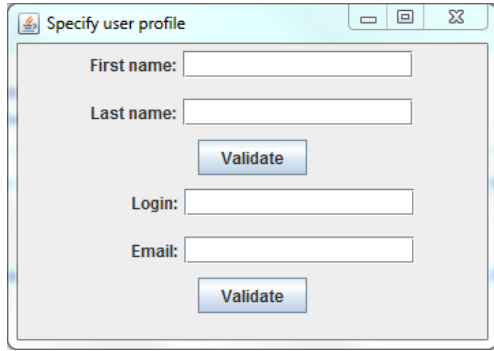 Specify user profile
First name:
Last name:
Validate
Login:
Email:
Validate